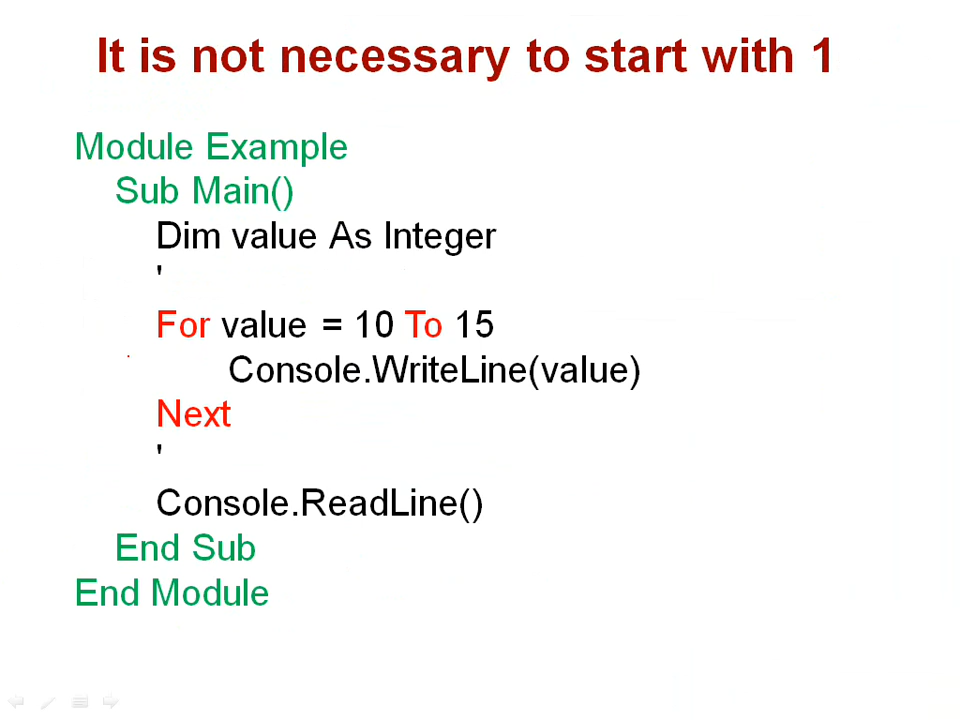 It is not necessary to start with 1
Module Example
Sub Main()
Dim value As Integer
'
For value = 10 To 15
Console.WriteLine(value)
Next
'
Console.ReadLine()
End Sub
End Module